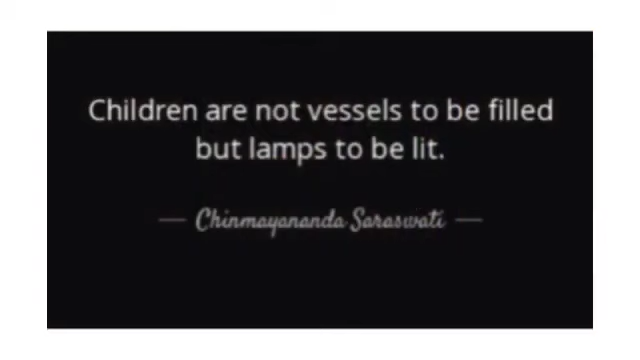 Children are not vessels to be filled
but lamps to be lit.
— Chinmayananda Saraswati —